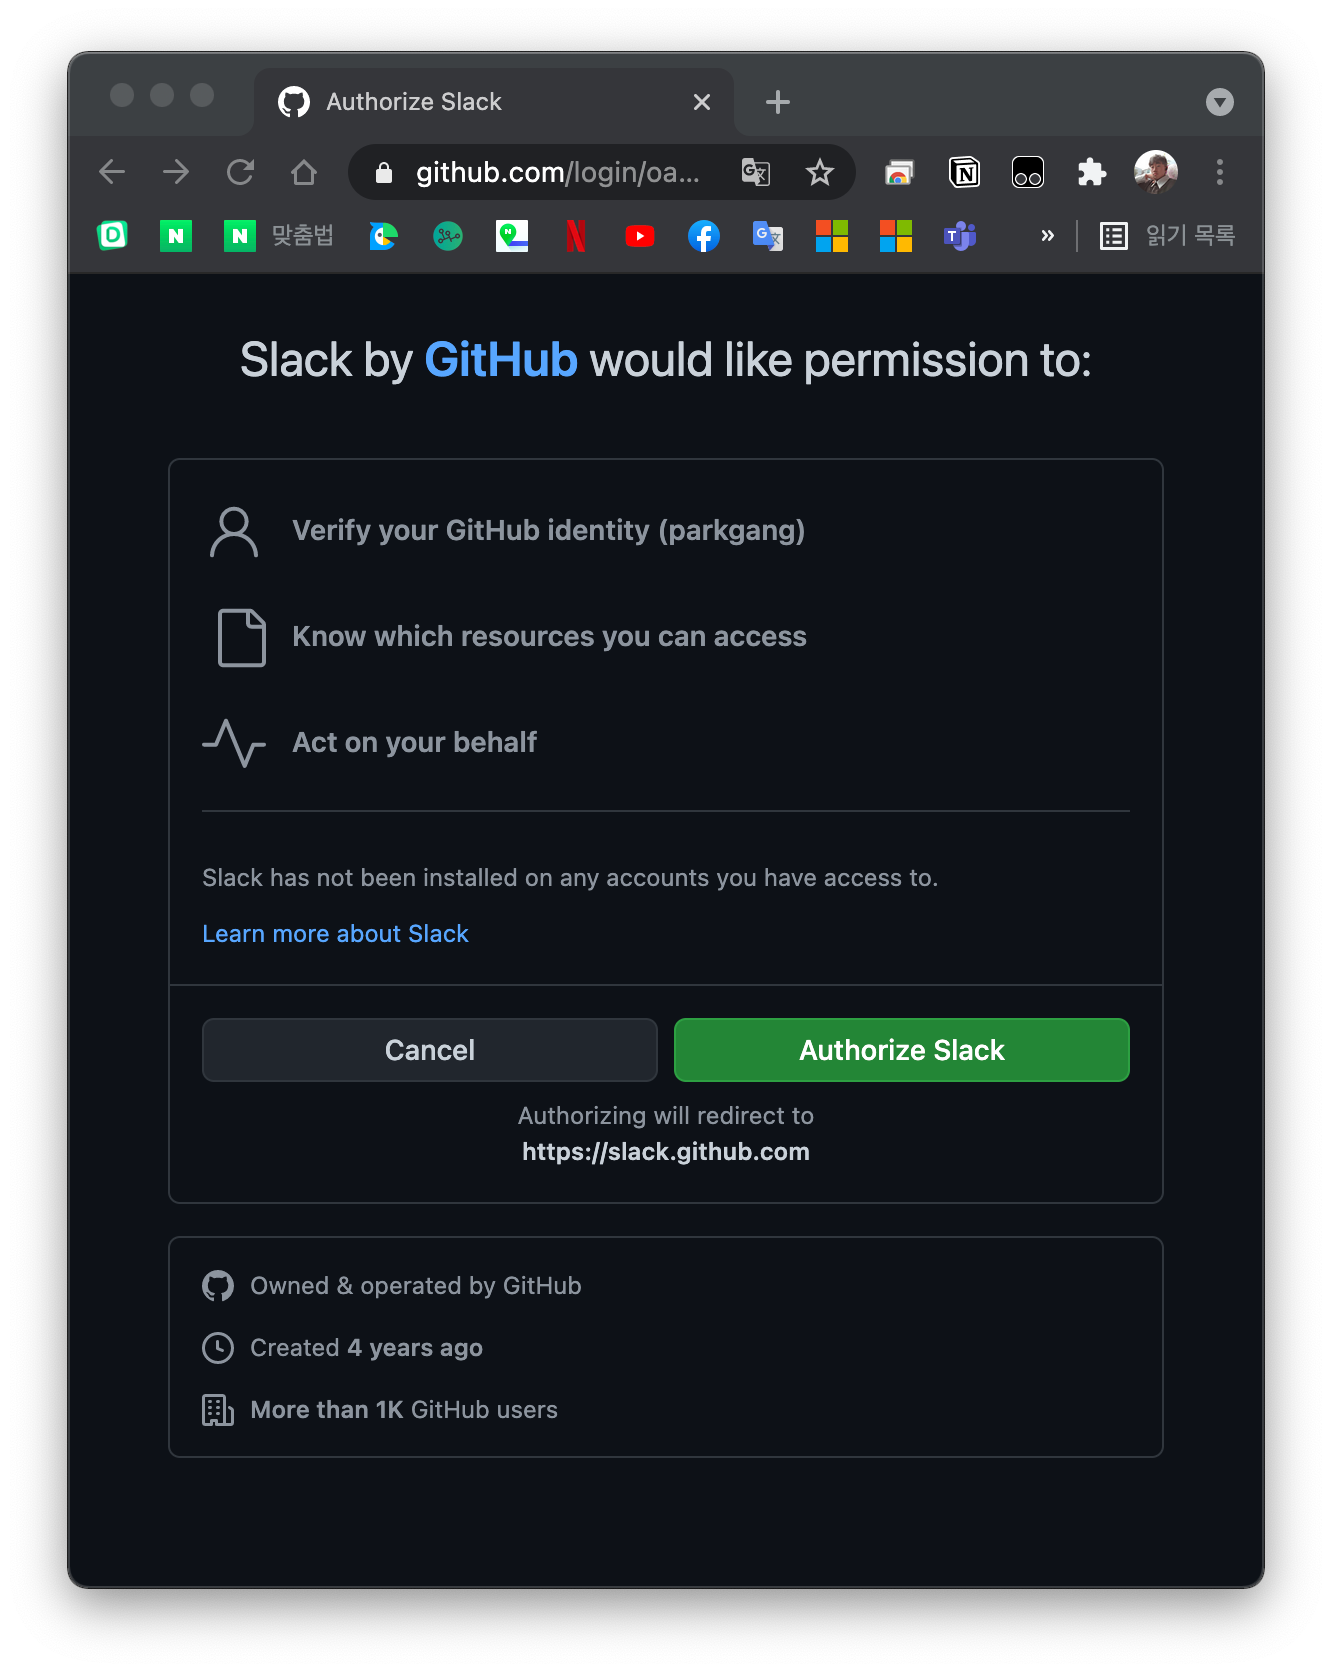 Authorize Slack
github.com/login/oa...
맞춤법
읽기 목록
Slack by GitHub would like permission to:
Verify your GitHub identity (parkgang)
Know which resources you can access
Act on your behalf
Slack has not been installed on any accounts you have access to.
Learn more about Slack
Cancel
Authorize Slack
Authorizing will redirect to
https://slack.github.com
Owned & operated by GitHub
Created 4 years ago
More than 1K GitHub users